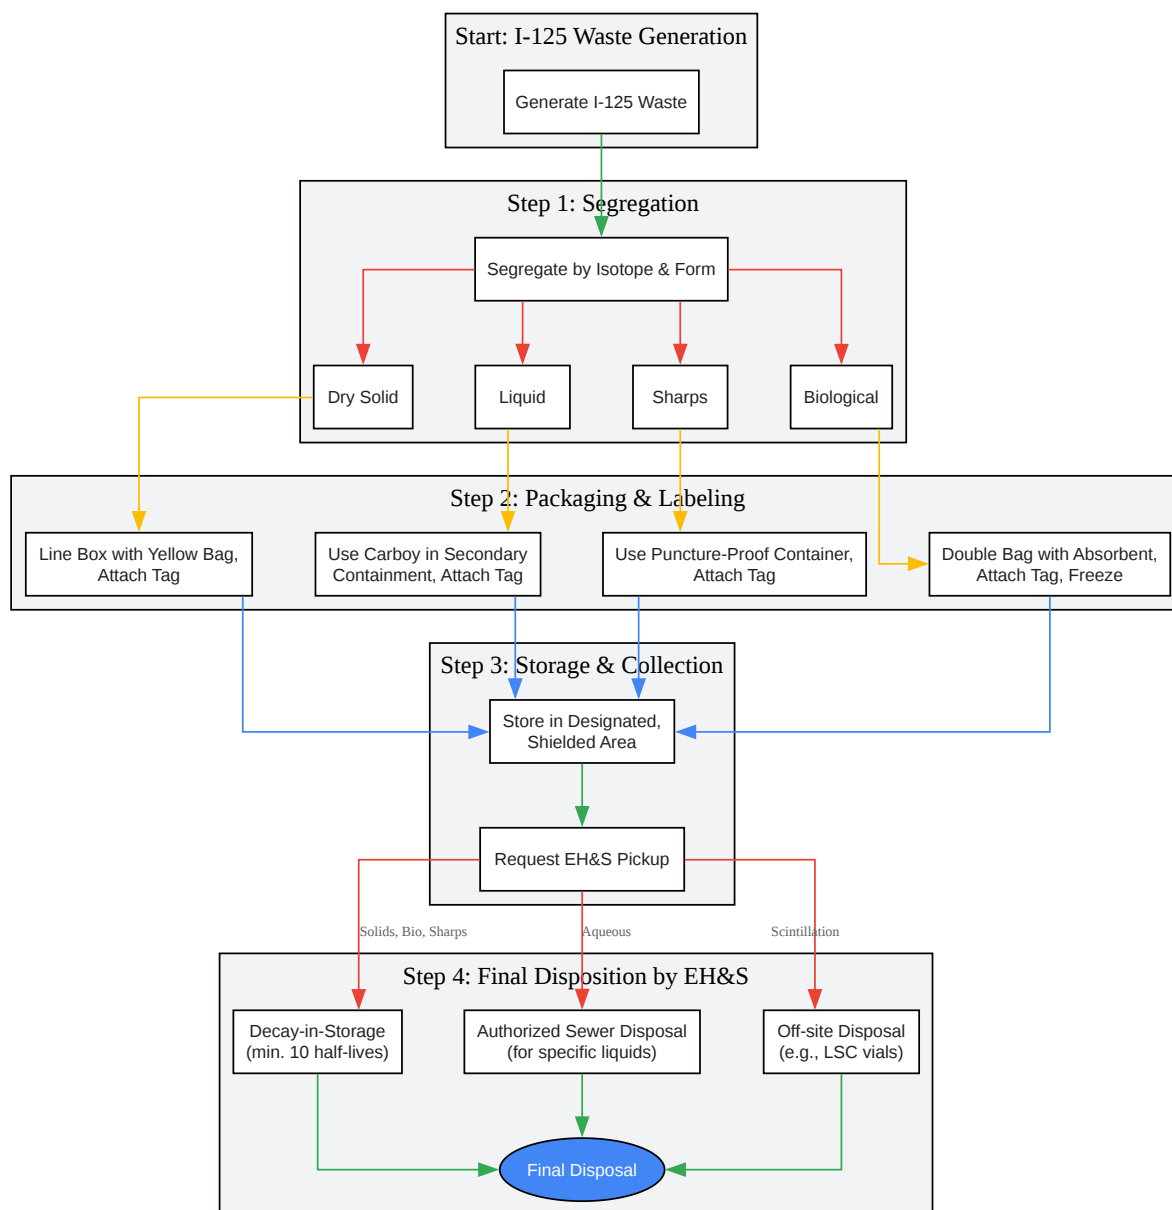 Start: I-125 Waste Generation
Generate I-125 Waste
Step 1: Segregation
Segregate by Isotope & Form
Dry Solid
Liquid
Sharps
Biological
Step 2: Packaging & Labeling
Line Box with Yellow Bag,
Attach Tag
Use Carboy in Secondary
Containment, Attach Tag
Use Puncture-Proof Container,
Attach Tag
Double Bag with Absorbent,
Attach Tag, Freeze
Step 3: Storage & Collection
Store in Designated,
Shielded Area
Request EH&S Pickup
Solids, Bio, Sharps
Aqueous
Scintillation
Step 4: Final Disposition by EH&S
Decay-in-Storage
(min. 10 half-lives)
Authorized Sewer Disposal
(for specific liquids)
Off-site Disposal
(e.g., LSC vials)
Final Disposal